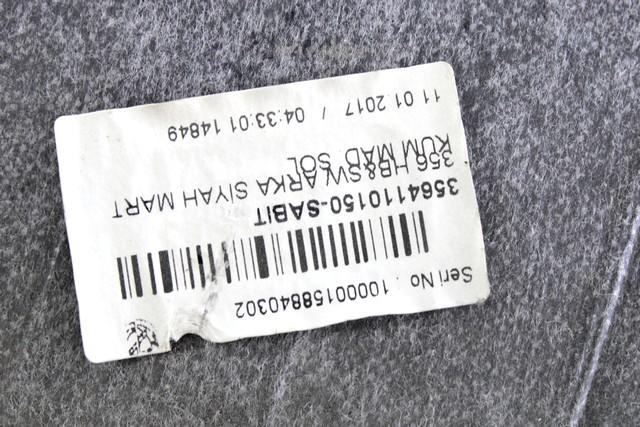 Seri No : 10000158840302
3564110150-SABIT
356 HB&SW ARKA SİYAH MART
KUM MAD. SOL
11.01.2017 / 04:33:01 14849